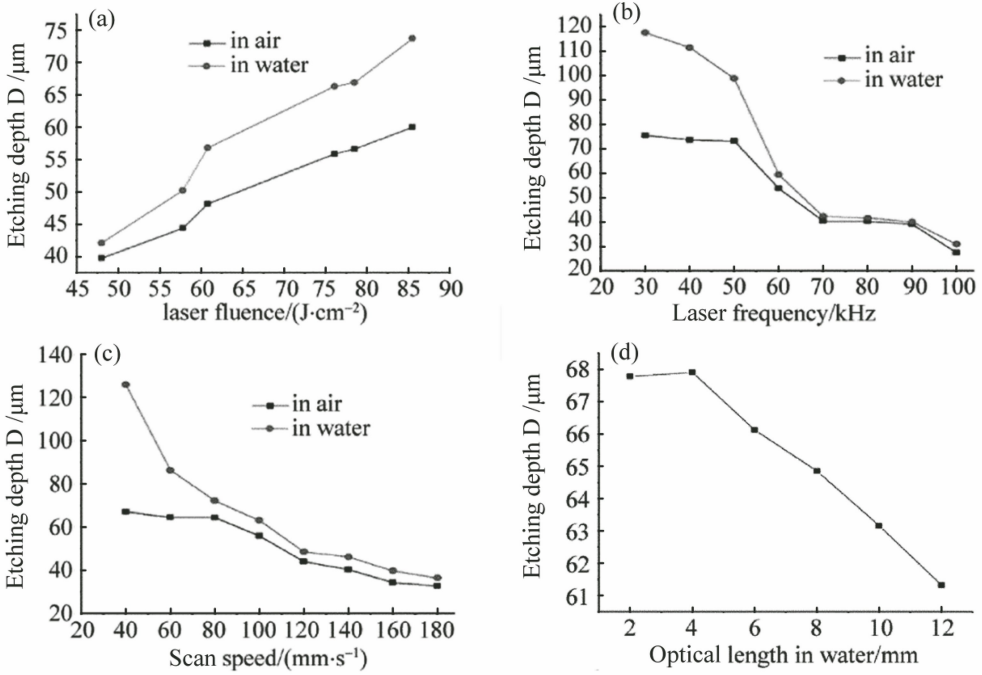 (a)
75
70
65
60
55
50
45
40
Etching depth D /μm
in air
in water
45 50 55 60 65 70 75 80 85 90
laser fluence/(J·cm⁻²)
(b)
120
110
100
90
80
70
60
50
40
30
20
Etching depth D /μm
in air
in water
20 30 40 50 60 70 80 90 100
Laser frequency/kHz
(c)
140
120
100
80
60
40
20
Etching depth D /μm
in air
in water
20 40 60 80 100 120 140 160 180
Scan speed/(mm·s⁻¹)
(d)
68
67
66
65
64
63
62
61
Etching depth D /μm
2 4 6 8 10 12
Optical length in water/mm